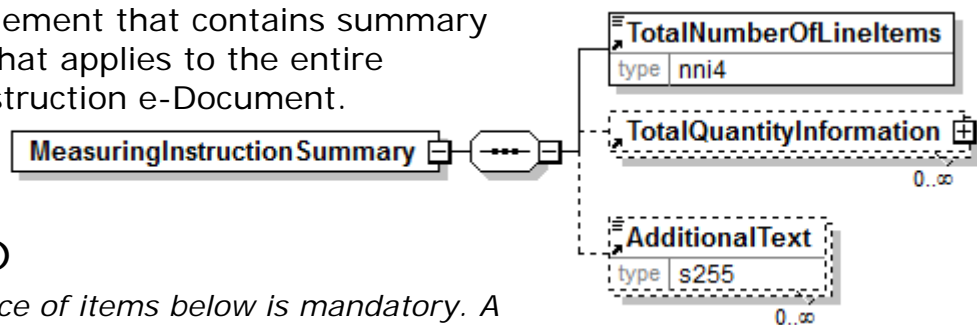 ement that contains summary
hat applies to the entire
struction e-Document.
MeasuringInstructionSummary
TotalNumberOfLineItems
type nni4
TotalQuantityInformation
0..∞
AdditionalText
type s255
0..∞
ce of items below is mandatory. A